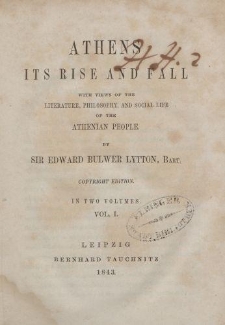 ATHENS
ITS RISE AND FALL
WITH VIEWS OF THE
LITERATURE, PHILOSOPHY, AND SOCIAL LIFE
OF THE
ATHENIAN PEOPLE
BY
SIR EDWARD BULWER LYTTON, BART.
COPYRIGHT EDITION.
IN TWO VOLUMES
VOL. I.
LEIPZIG
BERNHARD TAUCHNITZ
1843.